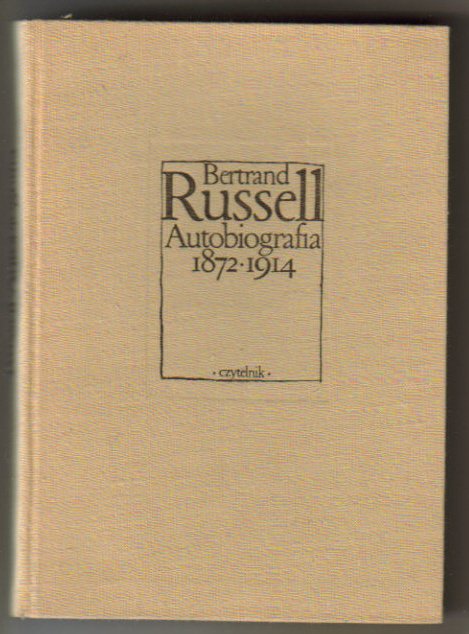 Bertrand
Russell
Autobiografia
1872·1914
· czytelnik ·